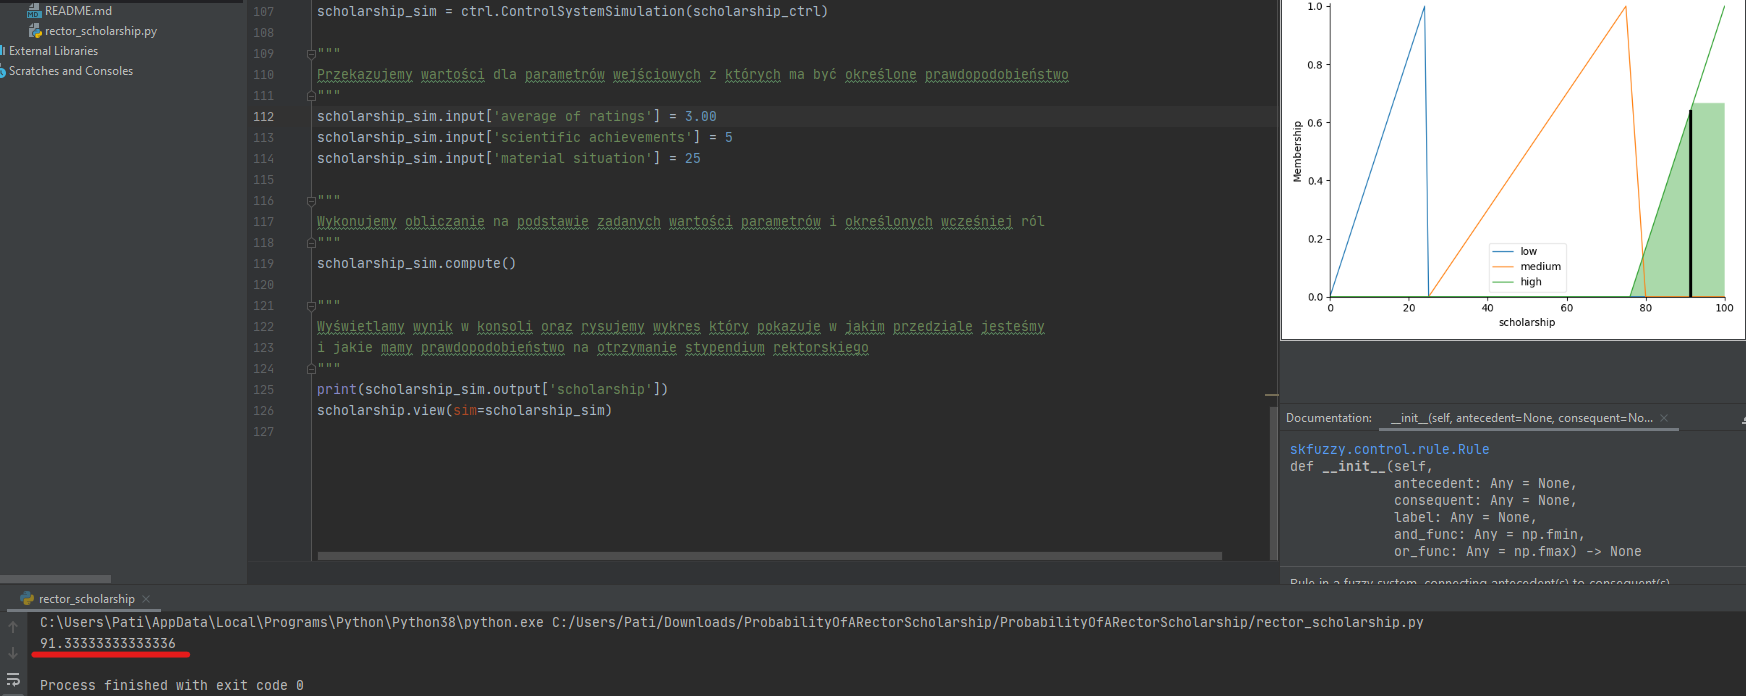 README.md
rector_scholarship.py
External Libraries
Scratches and Consoles
107 scholarship_sim = ctrl.ControlSystemSimulation(scholarship_ctrl)
108
109 """
110 Przekazujemy wartości dla parametrów wejściowych z których ma być określone prawdopodobieństwo
111 """
112 scholarship_sim.input['average of ratings'] = 3.00
113 scholarship_sim.input['scientific achievements'] = 5
114 scholarship_sim.input['material situation'] = 25
115
116 """
117 Wykonujemy obliczanie na podstawie zadanych wartości parametrów i określonych wcześniej ról
118 """
119 scholarship_sim.compute()
120
121 """
122 Wyświetlamy wynik w konsoli oraz rysujemy wykres który pokazuje w jakim przedziale jesteśmy
123 i jakie mamy prawdopodobieństwo na otrzymanie stypendium rektorskiego
124 """
125 print(scholarship_sim.output['scholarship'])
126 scholarship.view(sim=scholarship_sim)
127
1.0
0.8
0.6
0.4
0.2
0.0
Membership
low
medium
high
0 20 40 60 80 100
scholarship
Documentation: __init__(self, antecedent=None, consequent=No...
skfuzzy.control.rule.Rule
def __init__(self,
antecedent: Any = None,
consequent: Any = None,
label: Any = None,
and_func: Any = np.fmin,
or_func: Any = np.fmax) -> None
Rule in a fuzzy system, connecting antecedent(s) to consequent(s)
rector_scholarship
C:\Users\Pati\AppData\Local\Programs\Python\Python38\python.exe C:/Users/Pati/Downloads/ProbabilityOfARectorScholarship/ProbabilityOfARectorScholarship/rector_scholarship.py
91.33333333333336
Process finished with exit code 0